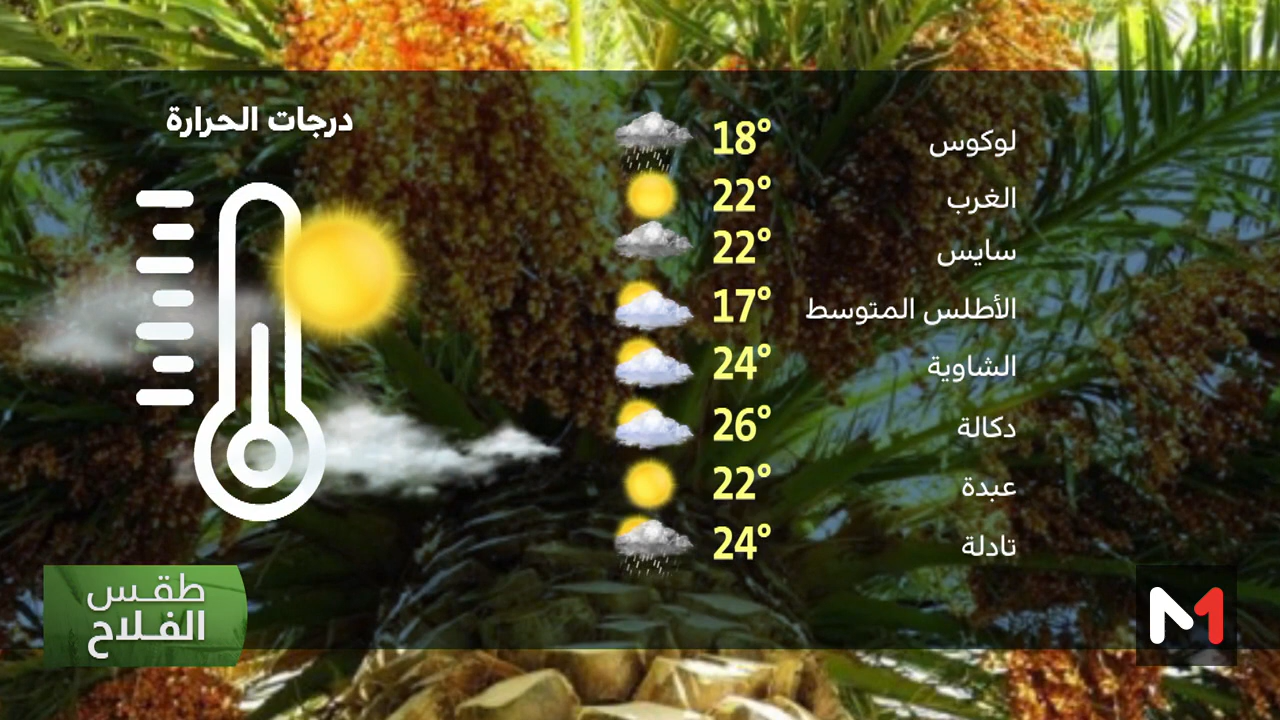 درجات الحرارة
لوكوس 18°
الغرب 22°
سايس 22°
الأطلس المتوسط 17°
الشاوية 24°
دكالة 26°
عبدة 22°
تادلة 24°
طقس
الفلاح
M1